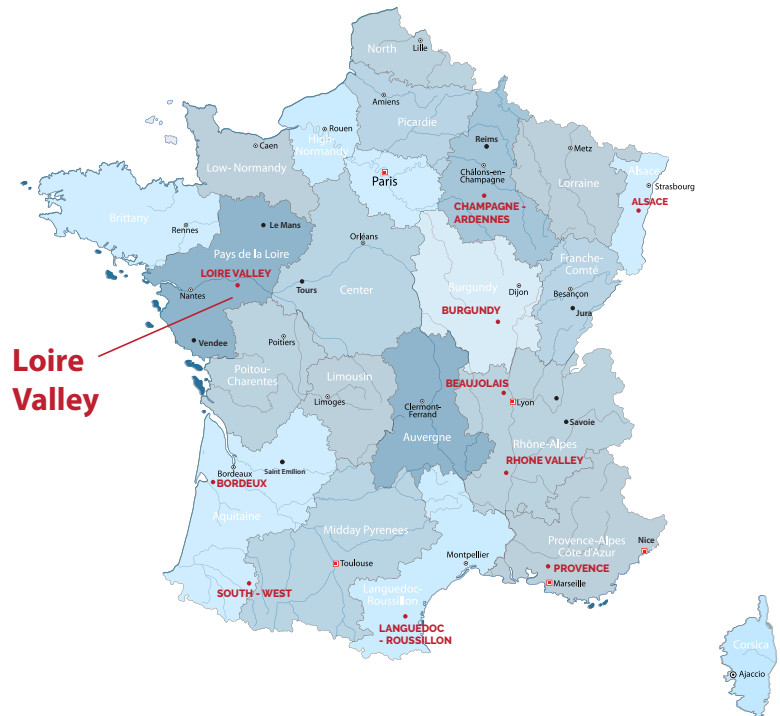 North
Lille
Amiens
Picardie
Rouen
High-
Normandy
Caen
Low- Normandy
Reims
Châlons-en-
Champagne
CHAMPAGNE -
ARDENNES
Metz
Lorraine
Alsace
Strasbourg
ALSACE
Paris
Brittany
Rennes
Le Mans
Pays de la Loire
LOIRE VALLEY
Nantes
Vendee
Orléans
Tours
Center
Burgundy
Dijon
BURGUNDY
Franche-
Comté
Besançon
Jura
Loire
Valley
Poitiers
Poitou-
Charentes
Limousin
Limoges
Clermont-
Ferrand
Auvergne
BEAUJOLAIS
Lyon
Savoie
Rhône-Alpes
RHONE VALLEY
Bordeaux
Saint Emilion
BORDEUX
Aquitaine
Midday Pyrenees
Toulouse
SOUTH - WEST
Montpellier
Languedoc-
Roussillon
LANGUEDOC
- ROUSSILLON
Provence-Alpes
Côte d'Azur
Nice
PROVENCE
Marseille
Corsica
Ajaccio